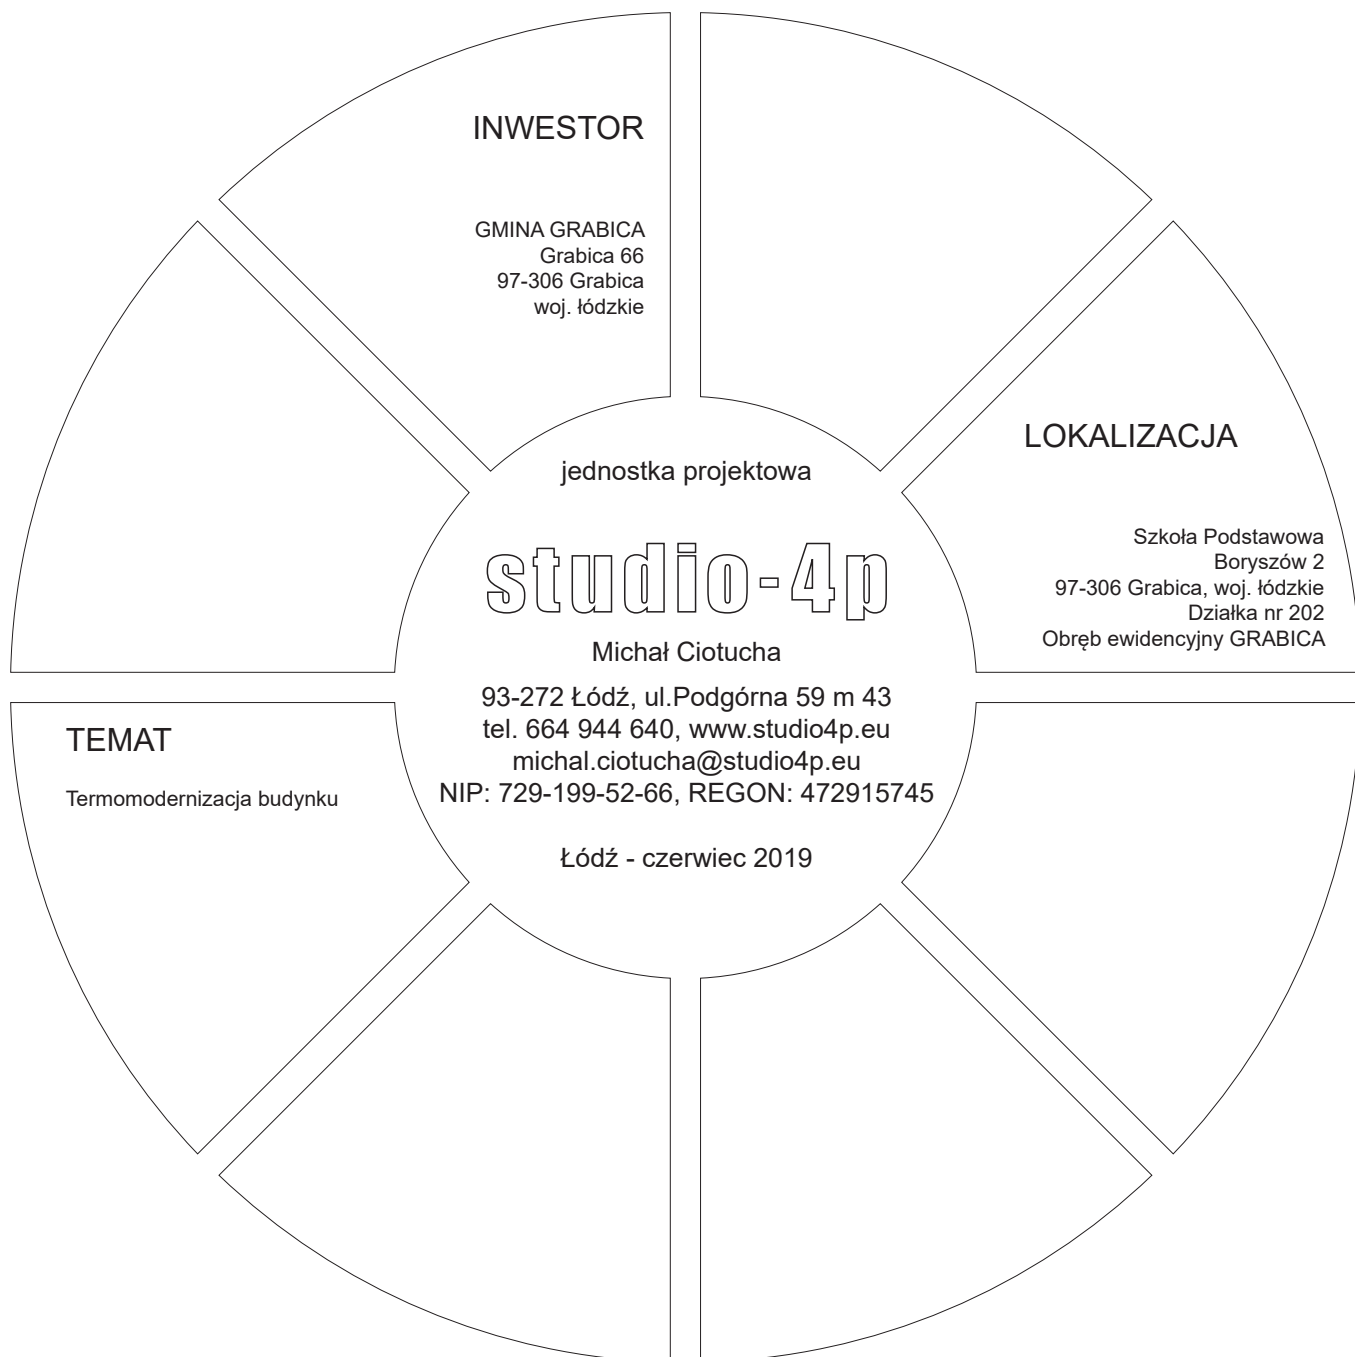 INWESTOR
GMINA GRABICA
Grabica 66
97-306 Grabica
woj. łódzkie
LOKALIZACJA
Szkoła Podstawowa
Boryszów 2
97-306 Grabica, woj. łódzkie
Działka nr 202
Obręb ewidencyjny GRABICA
jednostka projektowa
studio-4p
Michał Ciotucha
93-272 Łódź, ul.Podgórna 59 m 43
tel. 664 944 640, www.studio4p.eu
michal.ciotucha@studio4p.eu
NIP: 729-199-52-66, REGON: 472915745
Łódź - czerwiec 2019
TEMAT
Termomodernizacja budynku